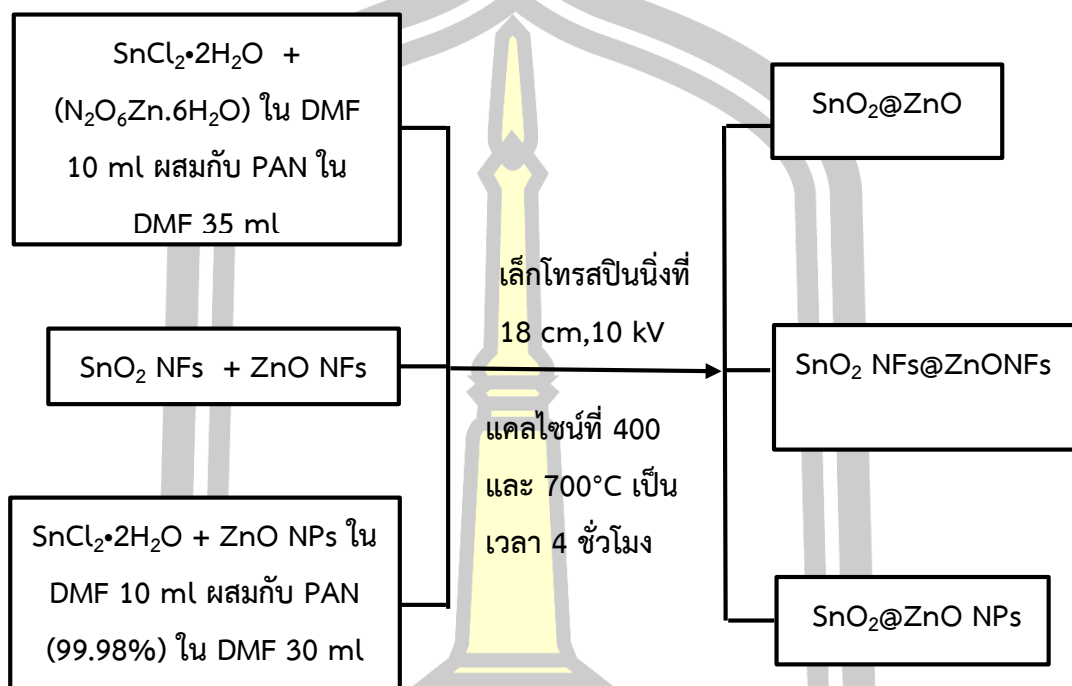 SnCl₂•2H₂O +
(N₂O₆Zn.6H₂O) ใน DMF
10 ml ผสมกับ PAN ใน
DMF 35 ml
SnO₂ NFs + ZnO NFs
SnCl₂•2H₂O + ZnO NPs ใน
DMF 10 ml ผสมกับ PAN
(99.98%) ใน DMF 30 ml
เล็กโทรสปินนิ่งที่
18 cm,10 kV
แคลไซน์ที่ 400
และ 700°C เป็น
เวลา 4 ชั่วโมง
SnO₂@ZnO
SnO₂ NFs@ZnONFs
SnO₂@ZnO NPs